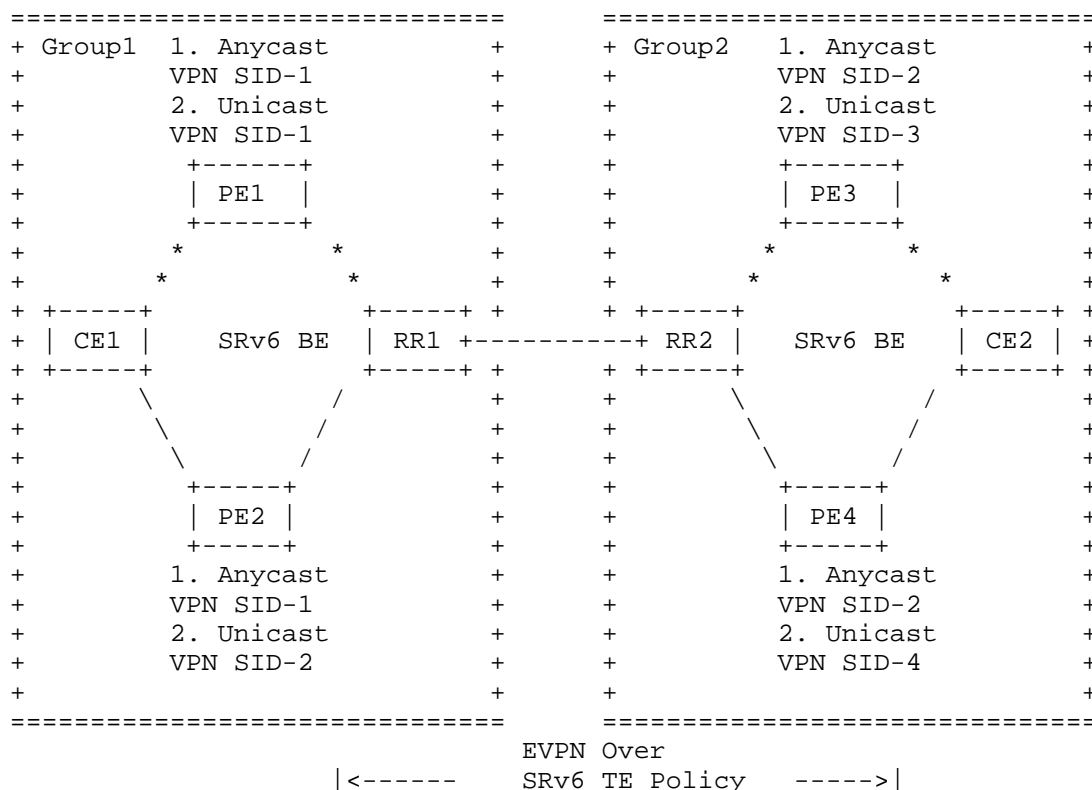 Group1 1. Anycast Group2 1. Anycast
VPN SID-1 VPN SID-2
2. Unicast 2. Unicast
VPN SID-1 VPN SID-3
PE1 PE3
CE1 SRv6 BE RR1 RR2 SRv6 BE CE2
PE2 PE4
1. Anycast 1. Anycast
VPN SID-1 VPN SID-2
2. Unicast 2. Unicast
VPN SID-2 VPN SID-4
EVPN Over
|<------ SRv6 TE Policy ----->|